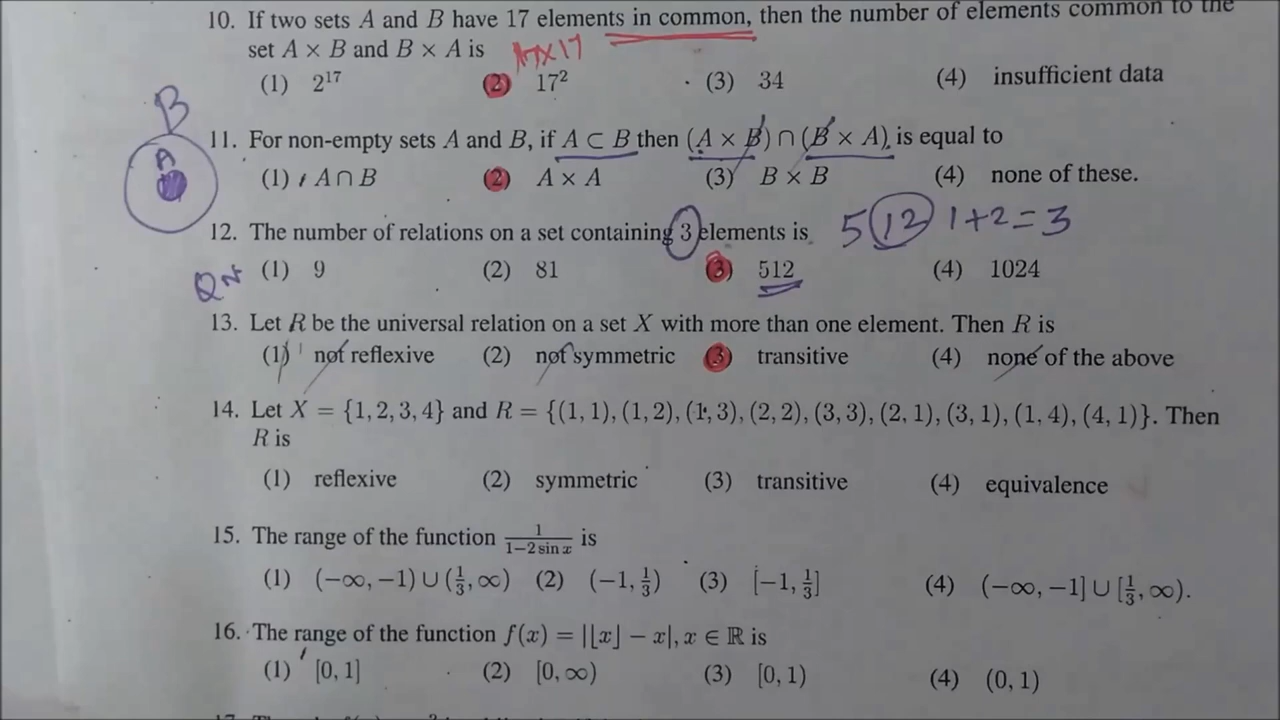 10. If two sets A and B have 17 elements in common, then the number of elements common to the
set A × B and B × A is 17×17
(1) 2¹⁷ (2) 17² (3) 34 (4) insufficient data
B
A
11. For non-empty sets A and B, if A ⊂ B then (A × B) ∩ (B × A) is equal to
(1) A ∩ B (2) A × A (3) B × B (4) none of these.
12. The number of relations on a set containing 3 elements is 512 1+2=3
(1) 9 (2) 81 (3) 512 (4) 1024
13. Let R be the universal relation on a set X with more than one element. Then R is
(1) not reflexive (2) not symmetric (3) transitive (4) none of the above
14. Let X = {1, 2, 3, 4} and R = {(1, 1), (1, 2), (1, 3), (2, 2), (3, 3), (2, 1), (3, 1), (1, 4), (4, 1)}. Then
R is
(1) reflexive (2) symmetric (3) transitive (4) equivalence
15. The range of the function 1/(1−2 sin x) is
(1) (−∞, −1) ∪ (1/3, ∞) (2) (−1, 1/3) (3) [−1, 1/3] (4) (−∞, −1] ∪ [1/3, ∞).
16. The range of the function f(x) = |⌊x⌋ − x|, x ∈ ℝ is
(1) [0, 1] (2) [0, ∞) (3) [0, 1) (4) (0, 1)